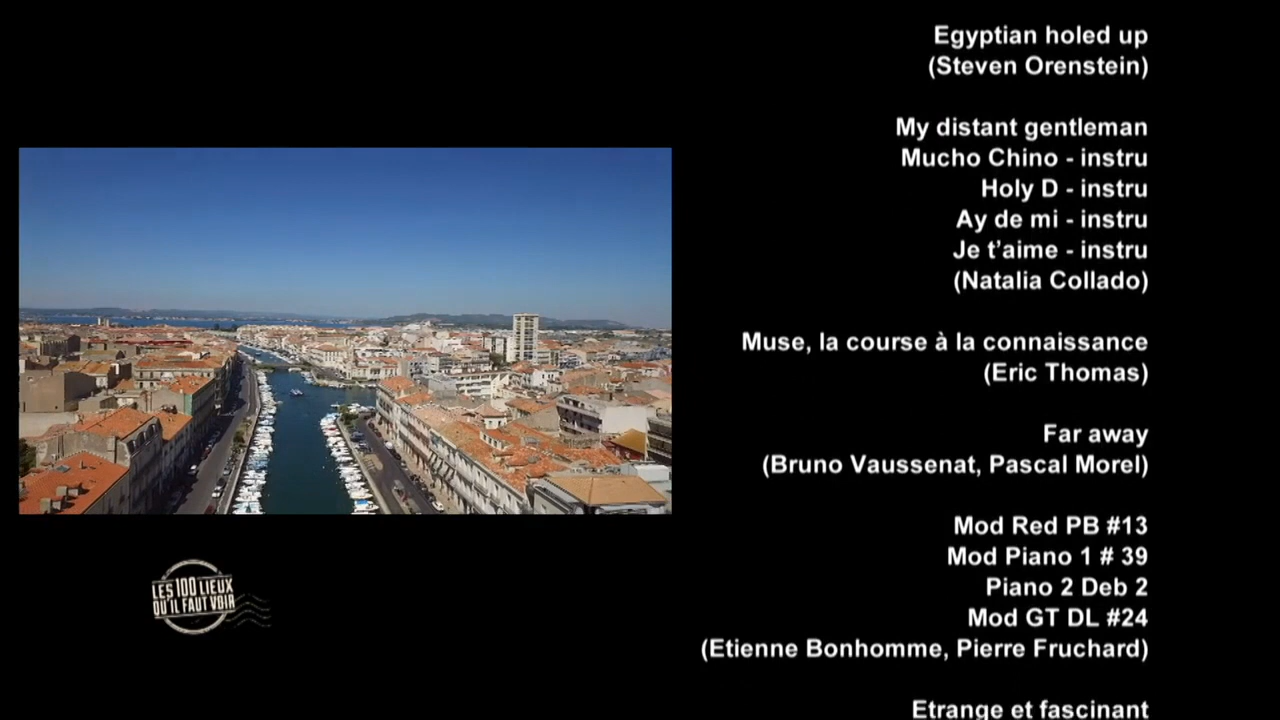 Egyptian holed up
(Steven Orenstein)
My distant gentleman
Mucho Chino - instru
Holy D - instru
Ay de mi - instru
Je t’aime - instru
(Natalia Collado)
Muse, la course à la connaissance
(Eric Thomas)
Far away
(Bruno Vaussenat, Pascal Morel)
Mod Red PB #13
Mod Piano 1 # 39
Piano 2 Deb 2
Mod GT DL #24
(Etienne Bonhomme, Pierre Fruchard)
Etrange et fascinant
LES 100 LIEUX
QU'IL FAUT VOIR